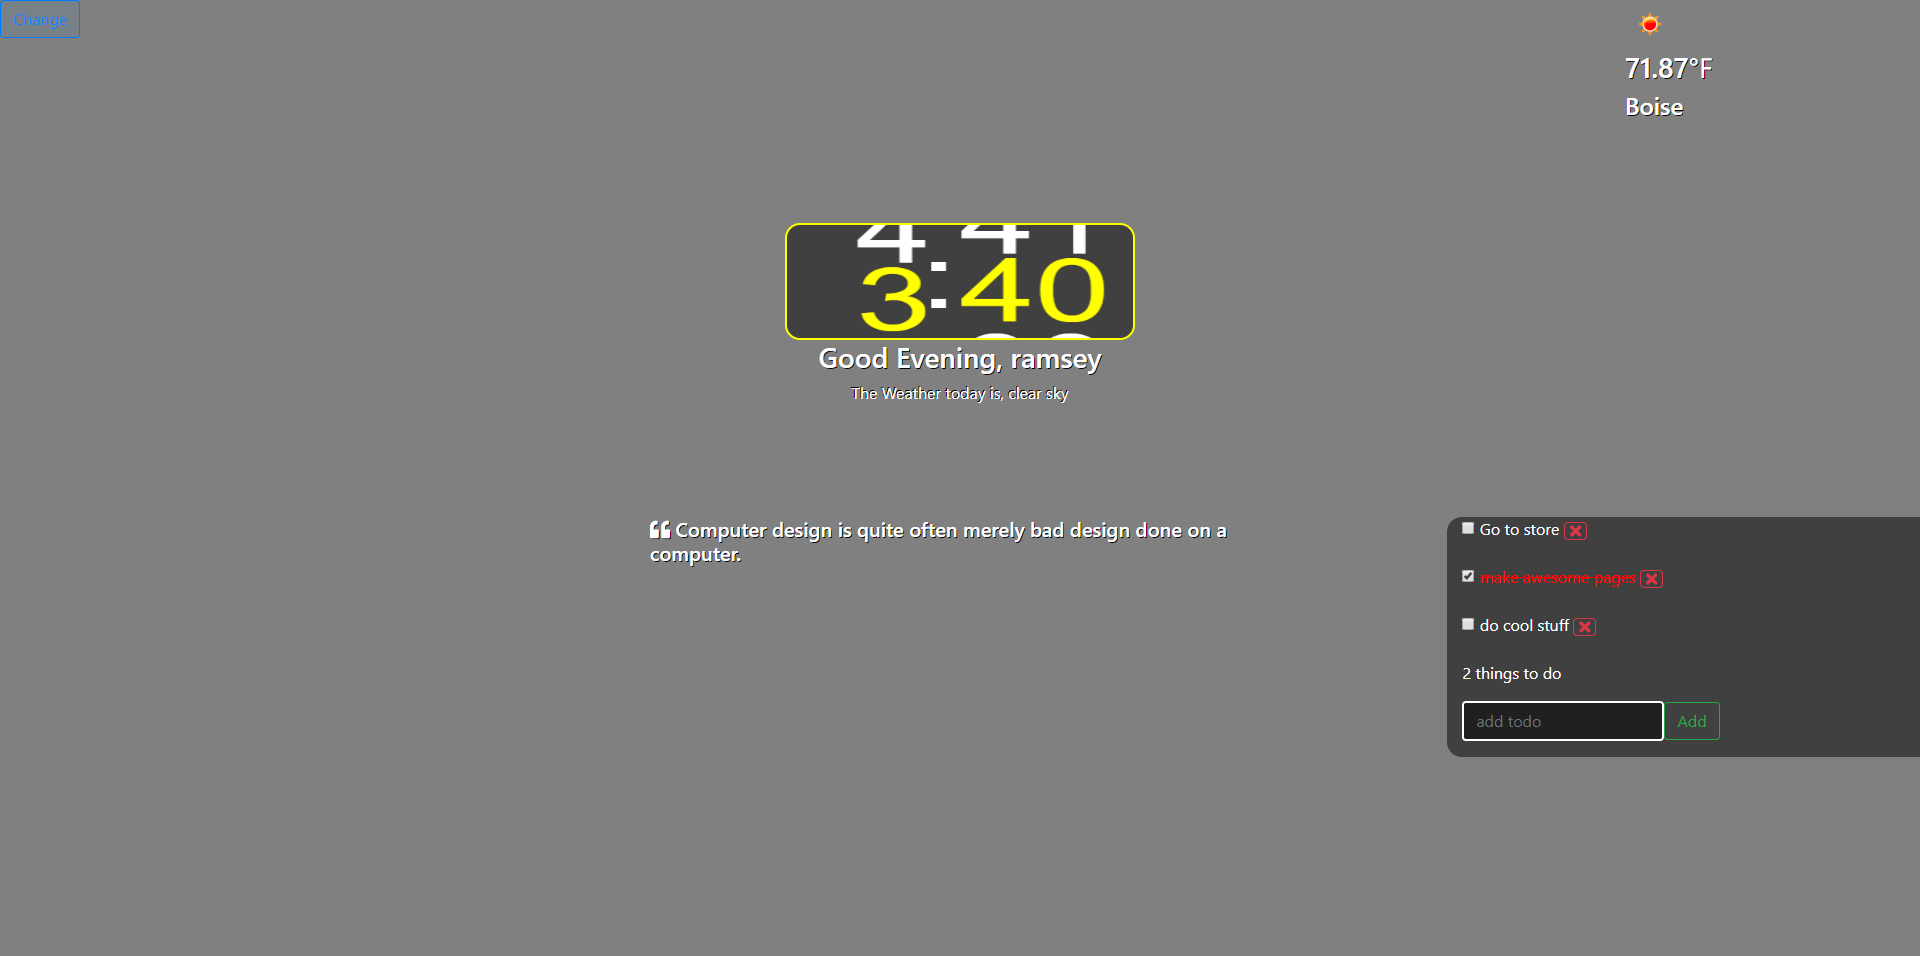 Change
71.87°F
Boise
4 41
3:40
Good Evening, ramsey
The Weather today is, clear sky
Computer design is quite often merely bad design done on a
computer.
Go to store
make awesome pages
do cool stuff
2 things to do
add todo Add